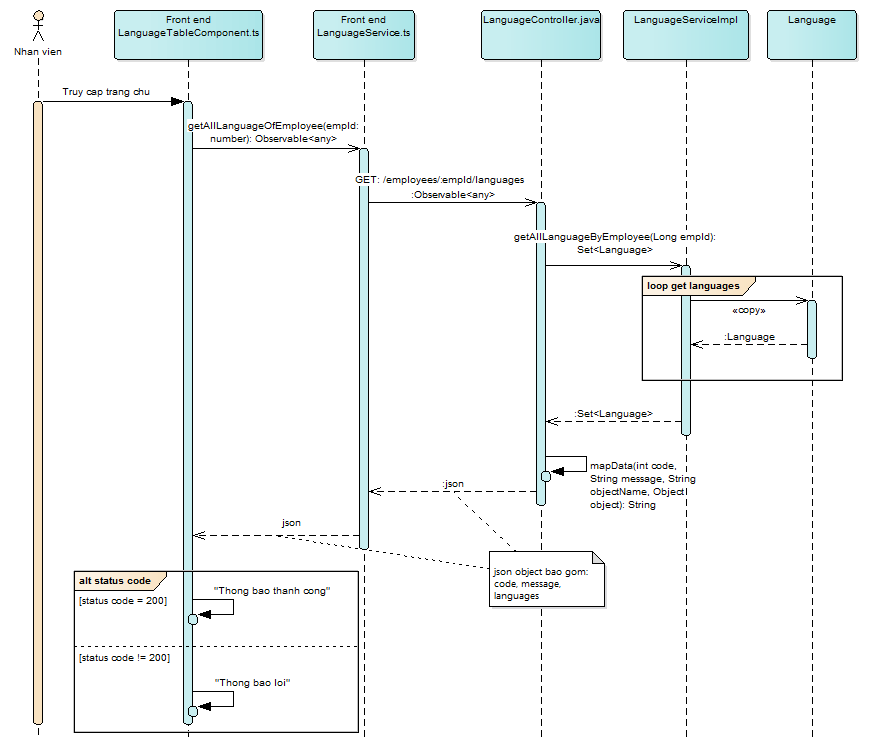 Nhan vien
Front end
LanguageTableComponent.ts
Front end
LanguageService.ts
LanguageController.java
LanguageServiceImpl
Language
Truy cap trang chu
getAllLanguageOfEmployee(empId:
number): Observable<any>
GET: /employees/:empId/languages
:Observable<any>
getAllLanguageByEmployee(Long empId):
Set<Language>
loop get languages
«copy»
:Language
:Set<Language>
mapData(int code,
String message, String
objectName, Object
object): String
:json
json
json object bao gom:
code, message,
languages
alt status code
[status code = 200]
"Thong bao thanh cong"
[status code != 200]
"Thong bao loi"